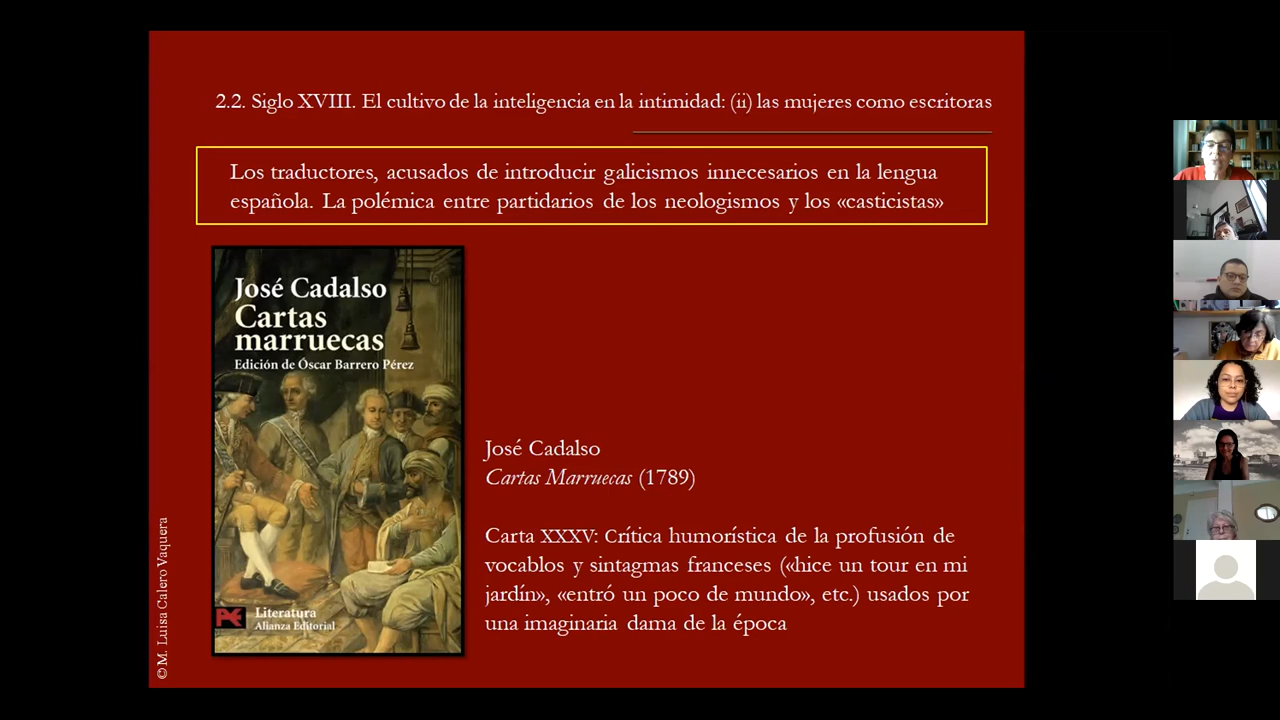 2.2. Siglo XVIII. El cultivo de la inteligencia en la intimidad: (ii) las mujeres como escritoras
Los traductores, acusados de introducir galicismos innecesarios en la lengua
española. La polémica entre partidarios de los neologismos y los «casticistas»
José Cadalso
Cartas
marruecas
Edición de Óscar Barrero Pérez
Literatura
Alianza Editorial
José Cadalso
Cartas Marruecas (1789)
Carta XXXV: Crítica humorística de la profusión de
vocablos y sintagmas franceses («hice un tour en mi
jardín», «entró un poco de mundo», etc.) usados por
una imaginaria dama de la época
©M. Luisa Calero Vaquera